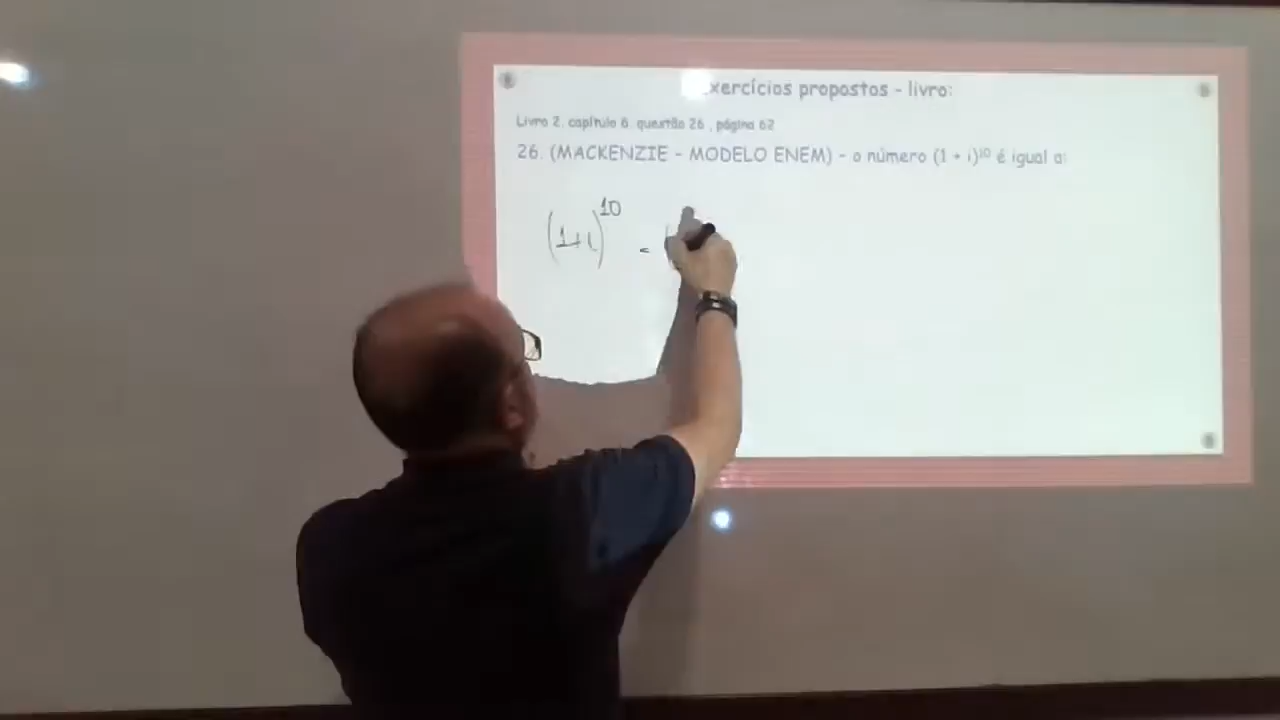 xercícios propostos - livro:
Livro 2. capítulo 6. questão 26 , página 62
26. (MACKENZIE - MODELO ENEM) - o número (1 + i)¹⁰ é igual a:
(1+i)¹⁰ = (